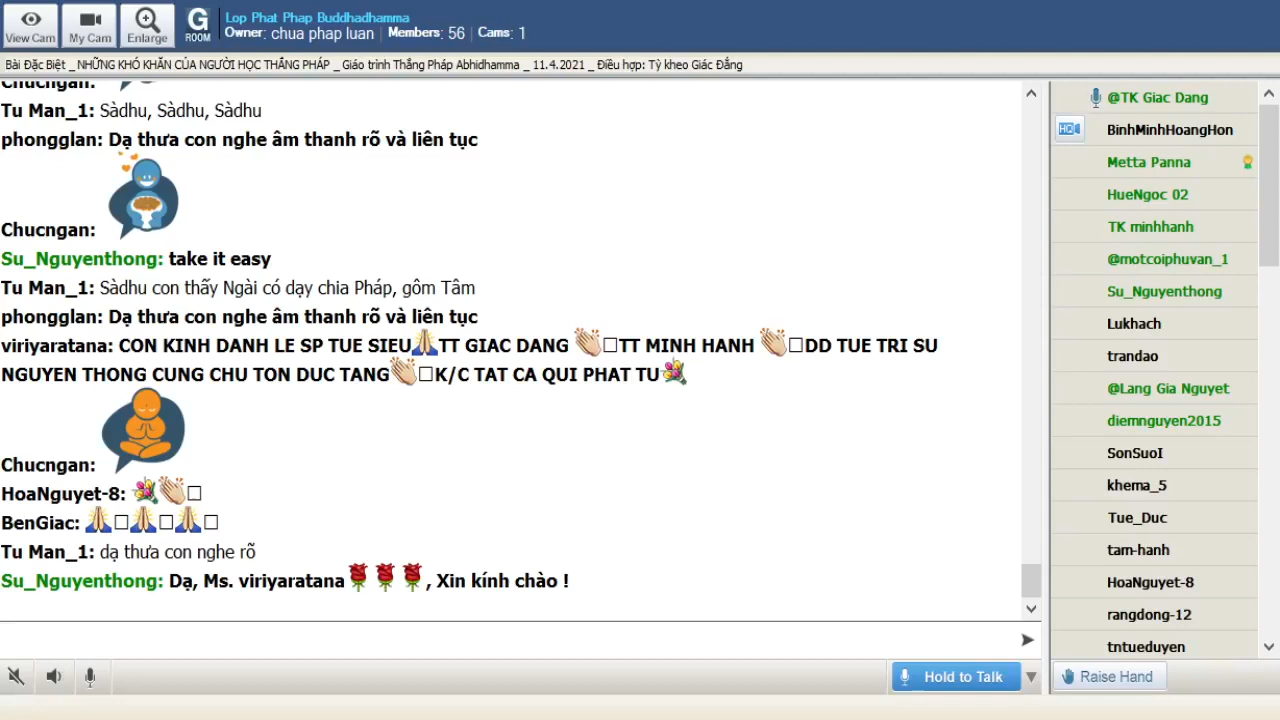 View Cam
My Cam
Enlarge
G
ROOM
Lop Phat Phap Buddhadhamma
Owner: chua phap luan | Members: 56 | Cams: 1
Bài Đặc Biệt _ NHỮNG KHÓ KHĂN CỦA NGƯỜI HỌC THẮNG PHÁP _ Giáo trình Thắng Pháp Abhidhamma _ 11.4.2021 _ Điều hợp: Tỳ kheo Giác Đẳng
Chucngan:
Tu Man_1: Sàdhu, Sàdhu, Sàdhu
phongglan: Dạ thưa con nghe âm thanh rõ và liên tục
Chucngan:
Su_Nguyenthong: take it easy
Tu Man_1: Sàdhu con thấy Ngài có dạy chia Pháp, gôm Tâm
phongglan: Dạ thưa con nghe âm thanh rõ và liên tục
viriyaratana: CON KINH DANH LE SP TUE SIEU🙏TT GIAC DANG 👏□TT MINH HANH 👏□DD TUE TRI SU
NGUYEN THONG CUNG CHU TON DUC TANG👏□K/C TAT CA QUI PHAT TU💐
Chucngan:
HoaNguyet-8: 💐👏□
BenGiac: 🙏□🙏□🙏□
Tu Man_1: dạ thưa con nghe rõ
Su_Nguyenthong: Dạ, Ms. viriyaratana🌹🌹🌹, Xin kính chào !
Hold to Talk
@TK Giac Dang
HQ
BinhMinhHoangHon
Metta Panna
HueNgoc 02
TK minhhanh
@motcoiphuvan_1
Su_Nguyenthong
Lukhach
trandao
@Lang Gia Nguyet
diemnguyen2015
SonSuoI
khema_5
Tue_Duc
tam-hanh
HoaNguyet-8
rangdong-12
tntueduyen
Raise Hand